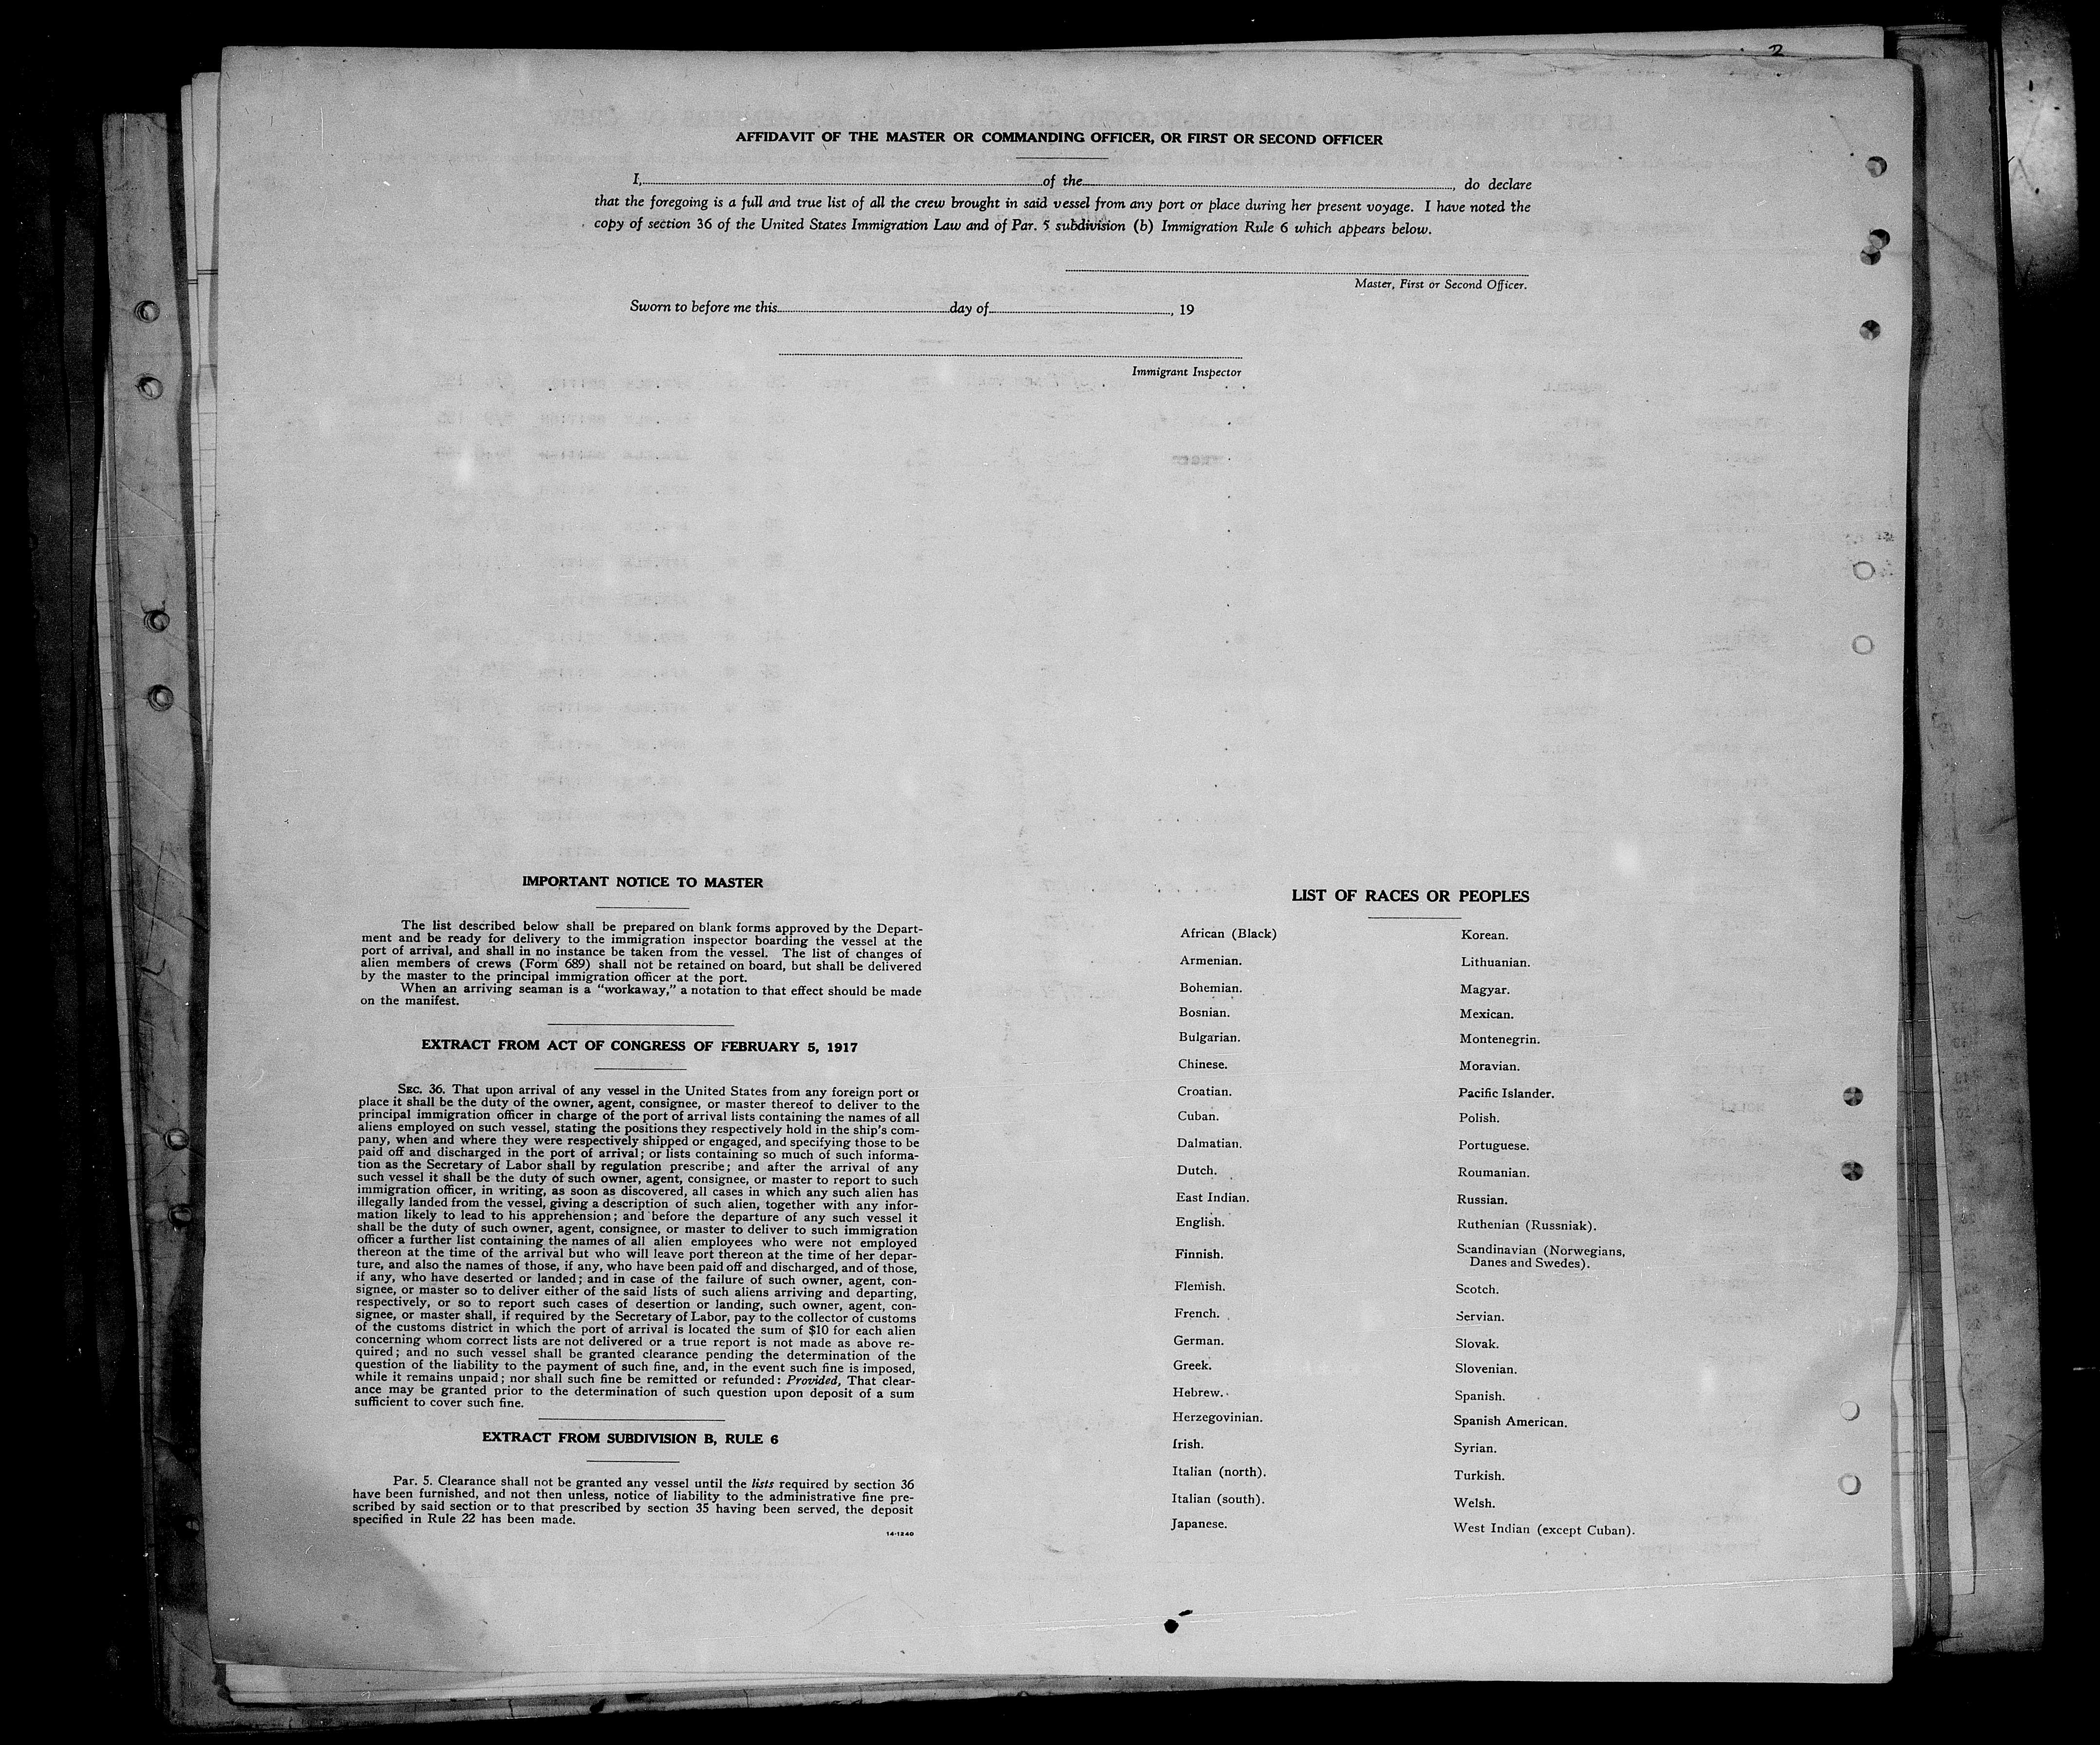 2
AFFIDAVIT OF THE MASTER OR COMMANDING OFFICER, OR FIRST OR SECOND OFFICER
I, of the , do declare
that the foregoing is a full and true list of all the crew brought in said vessel from any port or place during her present voyage. I have noted the
copy of section 36 of the United States Immigration Law and of Par. 5 subdivision (b) Immigration Rule 6 which appears below.
Master, First or Second Officer.
Sworn to before me this day of , 19
Immigrant Inspector
IMPORTANT NOTICE TO MASTER
The list described below shall be prepared on blank forms approved by the Depart-
ment and be ready for delivery to the immigration inspector boarding the vessel at the
port of arrival, and shall in no instance be taken from the vessel. The list of changes of
alien members of crews (Form 689) shall not be retained on board, but shall be delivered
by the master to the principal immigration officer at the port.
When an arriving seaman is a "workaway," a notation to that effect should be made
on the manifest.
EXTRACT FROM ACT OF CONGRESS OF FEBRUARY 5, 1917
SEC. 36. That upon arrival of any vessel in the United States from any foreign port or
place it shall be the duty of the owner, agent, consignee, or master thereof to deliver to the
principal immigration officer in charge of the port of arrival lists containing the names of all
aliens employed on such vessel, stating the positions they respectively hold in the ship's com-
pany, when and where they were respectively shipped or engaged, and specifying those to be
paid off and discharged in the port of arrival; or lists containing so much of such informa-
tion as the Secretary of Labor shall by regulation prescribe; and after the arrival of any
such vessel it shall be the duty of such owner, agent, consignee, or master to report to such
immigration officer, in writing, as soon as discovered, all cases in which any such alien has
illegally landed from the vessel, giving a description of such alien, together with any infor-
mation likely to lead to his apprehension; and before the departure of any such vessel it
shall be the duty of such owner, agent, consignee, or master to deliver to such immigration
officer a further list containing the names of all alien employees who were not employed
thereon at the time of the arrival but who will leave port thereon at the time of her depar-
ture, and also the names of those, if any, who have been paid off and discharged, and of those,
if any, who have deserted or landed; and in case of the failure of such owner, agent, con-
signee, or master so to deliver either of the said lists of such aliens arriving and departing,
respectively, or so to report such cases of desertion or landing, such owner, agent, con-
signee, or master shall, if required by the Secretary of Labor, pay to the collector of customs
of the customs district in which the port of arrival is located the sum of $10 for each alien
concerning whom correct lists are not delivered or a true report is not made as above re-
quired; and no such vessel shall be granted clearance pending the determination of the
question of the liability to the payment of such fine, and, in the event such fine is imposed,
while it remains unpaid; nor shall such fine be remitted or refunded: Provided, That clear-
ance may be granted prior to the determination of such question upon deposit of a sum
sufficient to cover such fine.
EXTRACT FROM SUBDIVISION B, RULE 6
Par. 5. Clearance shall not be granted any vessel until the lists required by section 36
have been furnished, and not then unless, notice of liability to the administrative fine pre-
scribed by said section or to that prescribed by section 35 having been served, the deposit
specified in Rule 22 has been made.
14-1240
LIST OF RACES OR PEOPLES
African (Black)
Armenian.
Bohemian.
Bosnian.
Bulgarian.
Chinese.
Croatian.
Cuban.
Dalmatian.
Dutch.
East Indian.
English.
Finnish.
Flemish.
French.
German.
Greek.
Hebrew.
Herzegovinian.
Irish.
Italian (north).
Italian (south).
Japanese.
Korean.
Lithuanian.
Magyar.
Mexican.
Montenegrin.
Moravian.
Pacific Islander.
Polish.
Portuguese.
Roumanian.
Russian.
Ruthenian (Russniak).
Scandinavian (Norwegians,
Danes and Swedes).
Scotch.
Servian.
Slovak.
Slovenian.
Spanish.
Spanish American.
Syrian.
Turkish.
Welsh.
West Indian (except Cuban).